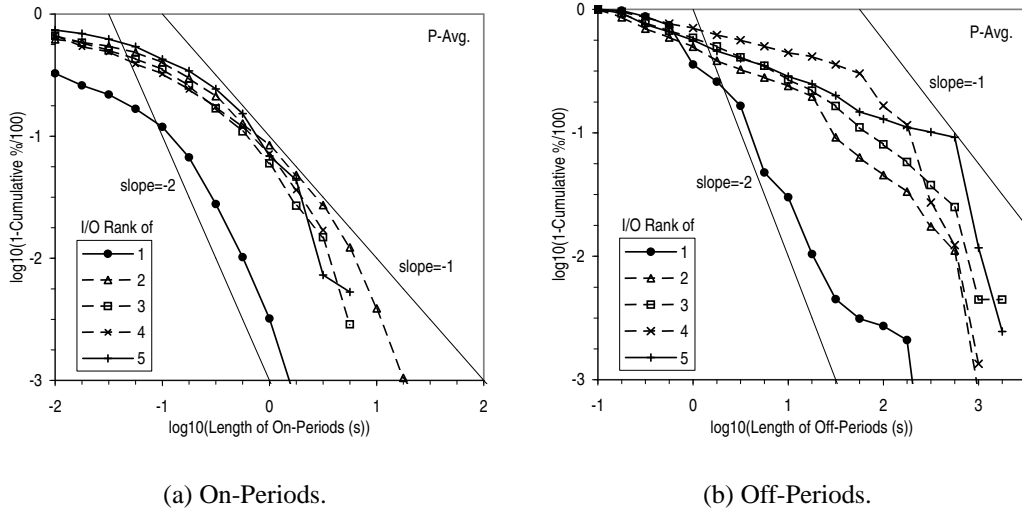 P-Avg.
slope=-2
slope=-1
I/O Rank of
1
2
3
4
5
0
-1
-2
-3
-2
-1
0
1
2
log10(1-Cumulative %/100)
log10(Length of On-Periods (s))
(a) On-Periods.
P-Avg.
slope=-1
slope=-2
I/O Rank of
1
2
3
4
5
-0
-1
-2
-3
-1
0
1
2
3
log10(1-Cumulative %/100)
log10(Length of Off-Periods (s))
(b) Off-Periods.